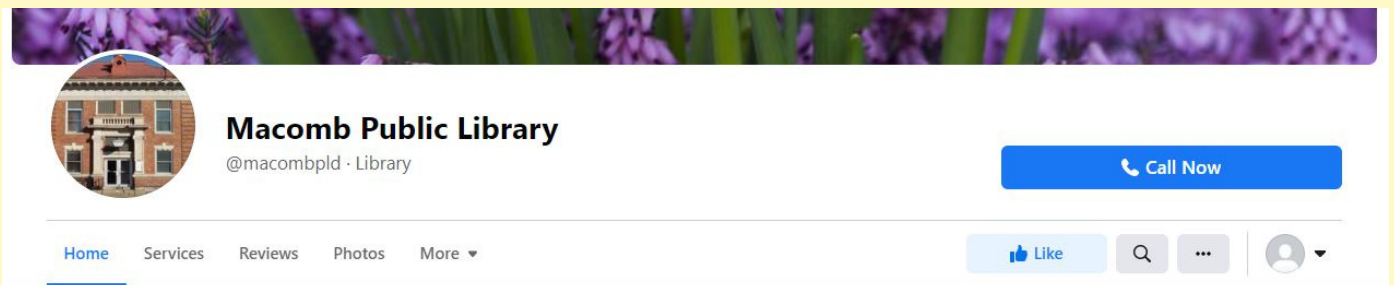 Macomb Public Library
@macombpld · Library
Call Now
Home Services Reviews Photos More
Like